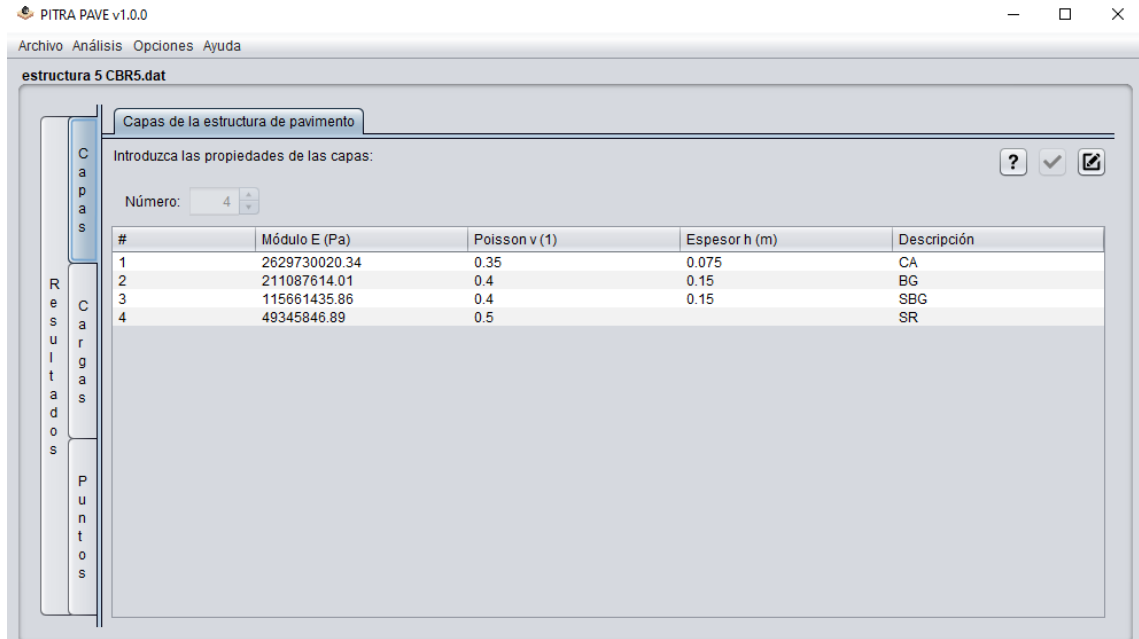 PITRA PAVE v1.0.0
Archivo Análisis Opciones Ayuda
estructura 5 CBR5.dat
Resultados
Capas
Cargas
Puntos
Capas de la estructura de pavimento
Introduzca las propiedades de las capas:
?
Número: 4
# Módulo E (Pa) Poisson v (1) Espesor h (m) Descripción
1 2629730020.34 0.35 0.075 CA
2 211087614.01 0.4 0.15 BG
3 115661435.86 0.4 0.15 SBG
4 49345846.89 0.5 SR